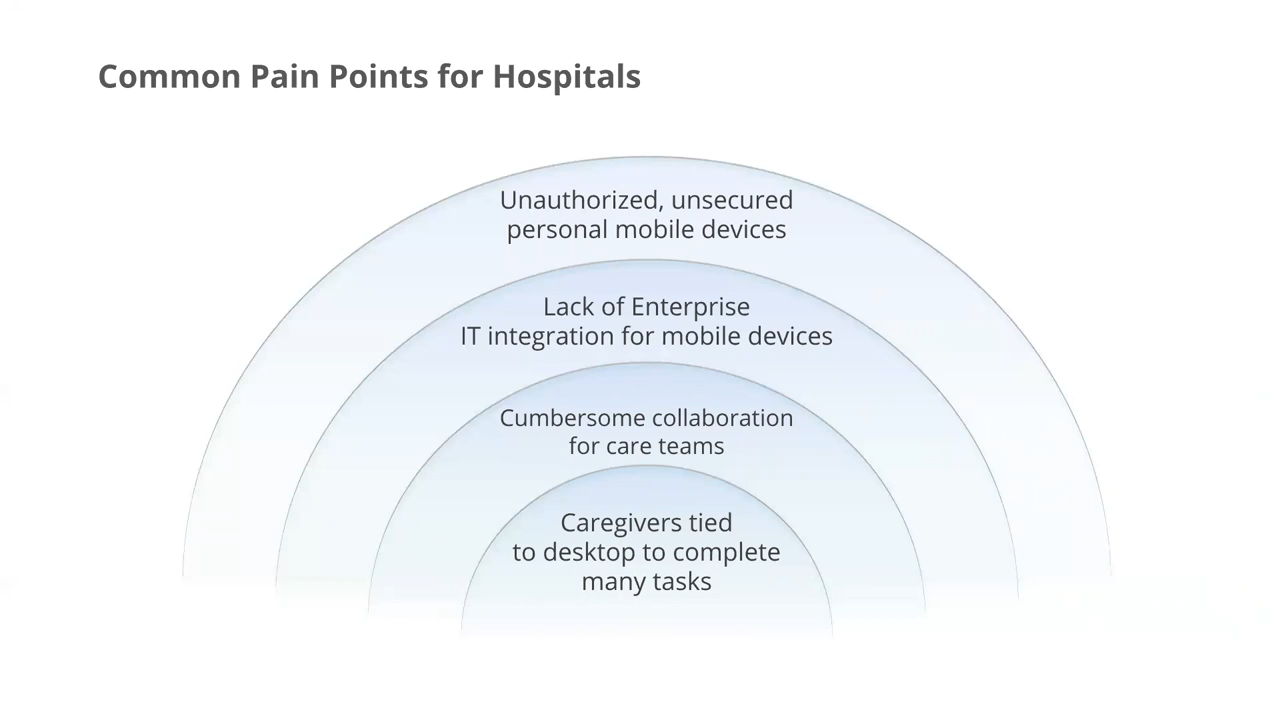 Common Pain Points for Hospitals
Unauthorized, unsecured
personal mobile devices
Lack of Enterprise
IT integration for mobile devices
Cumbersome collaboration
for care teams
Caregivers tied
to desktop to complete
many tasks